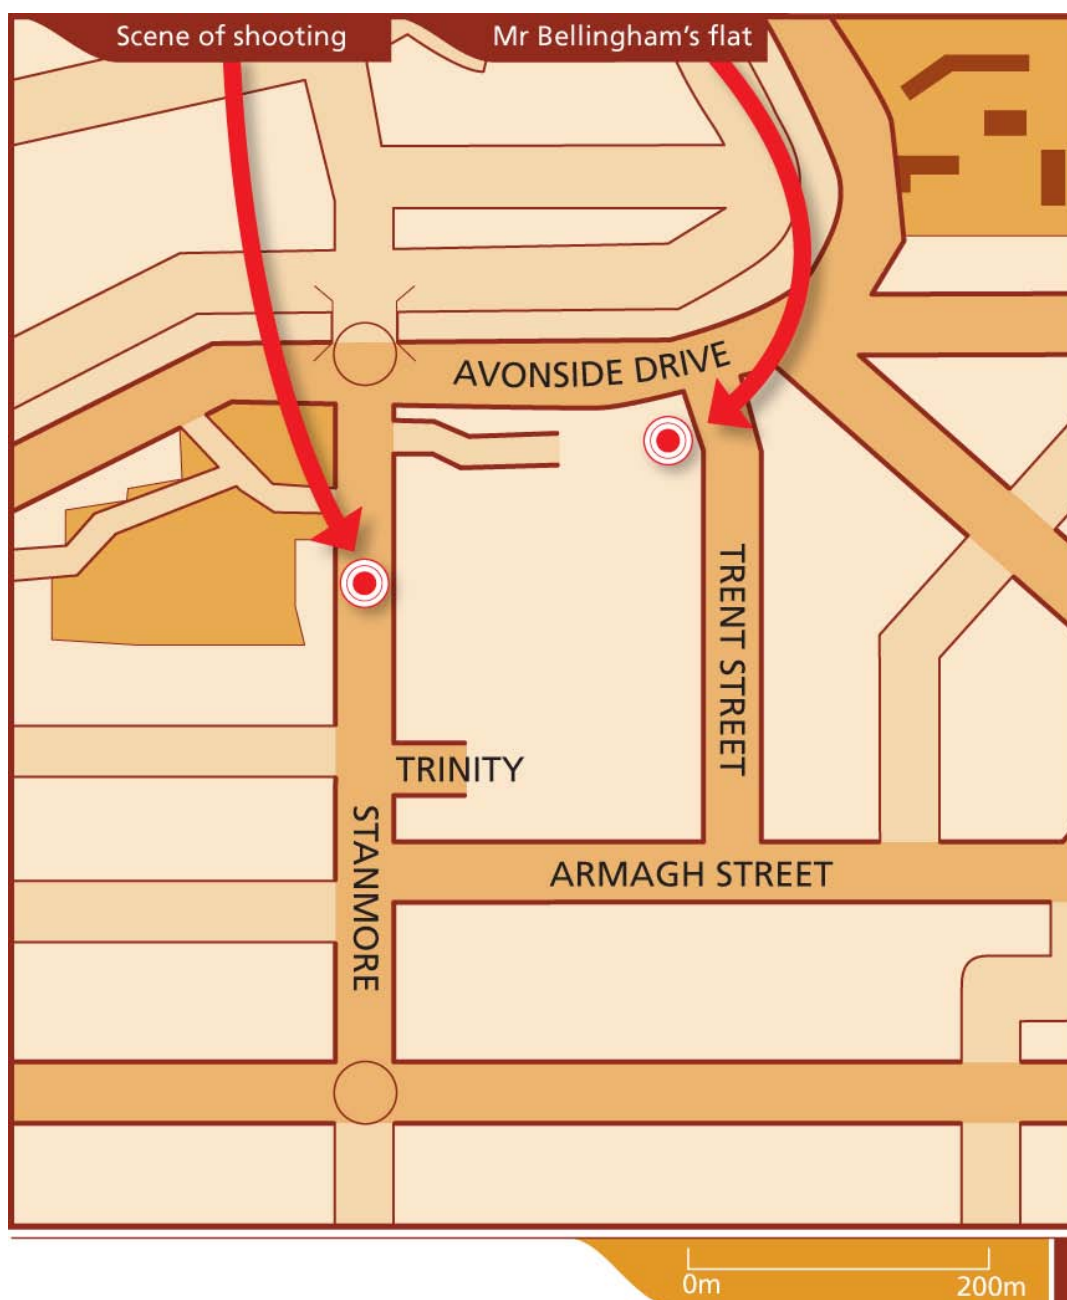 Scene of shooting
Mr Bellingham's flat
AVONSIDE DRIVE
TRENT STREET
TRINITY
STANMORE
ARMAGH STREET
0m
200m